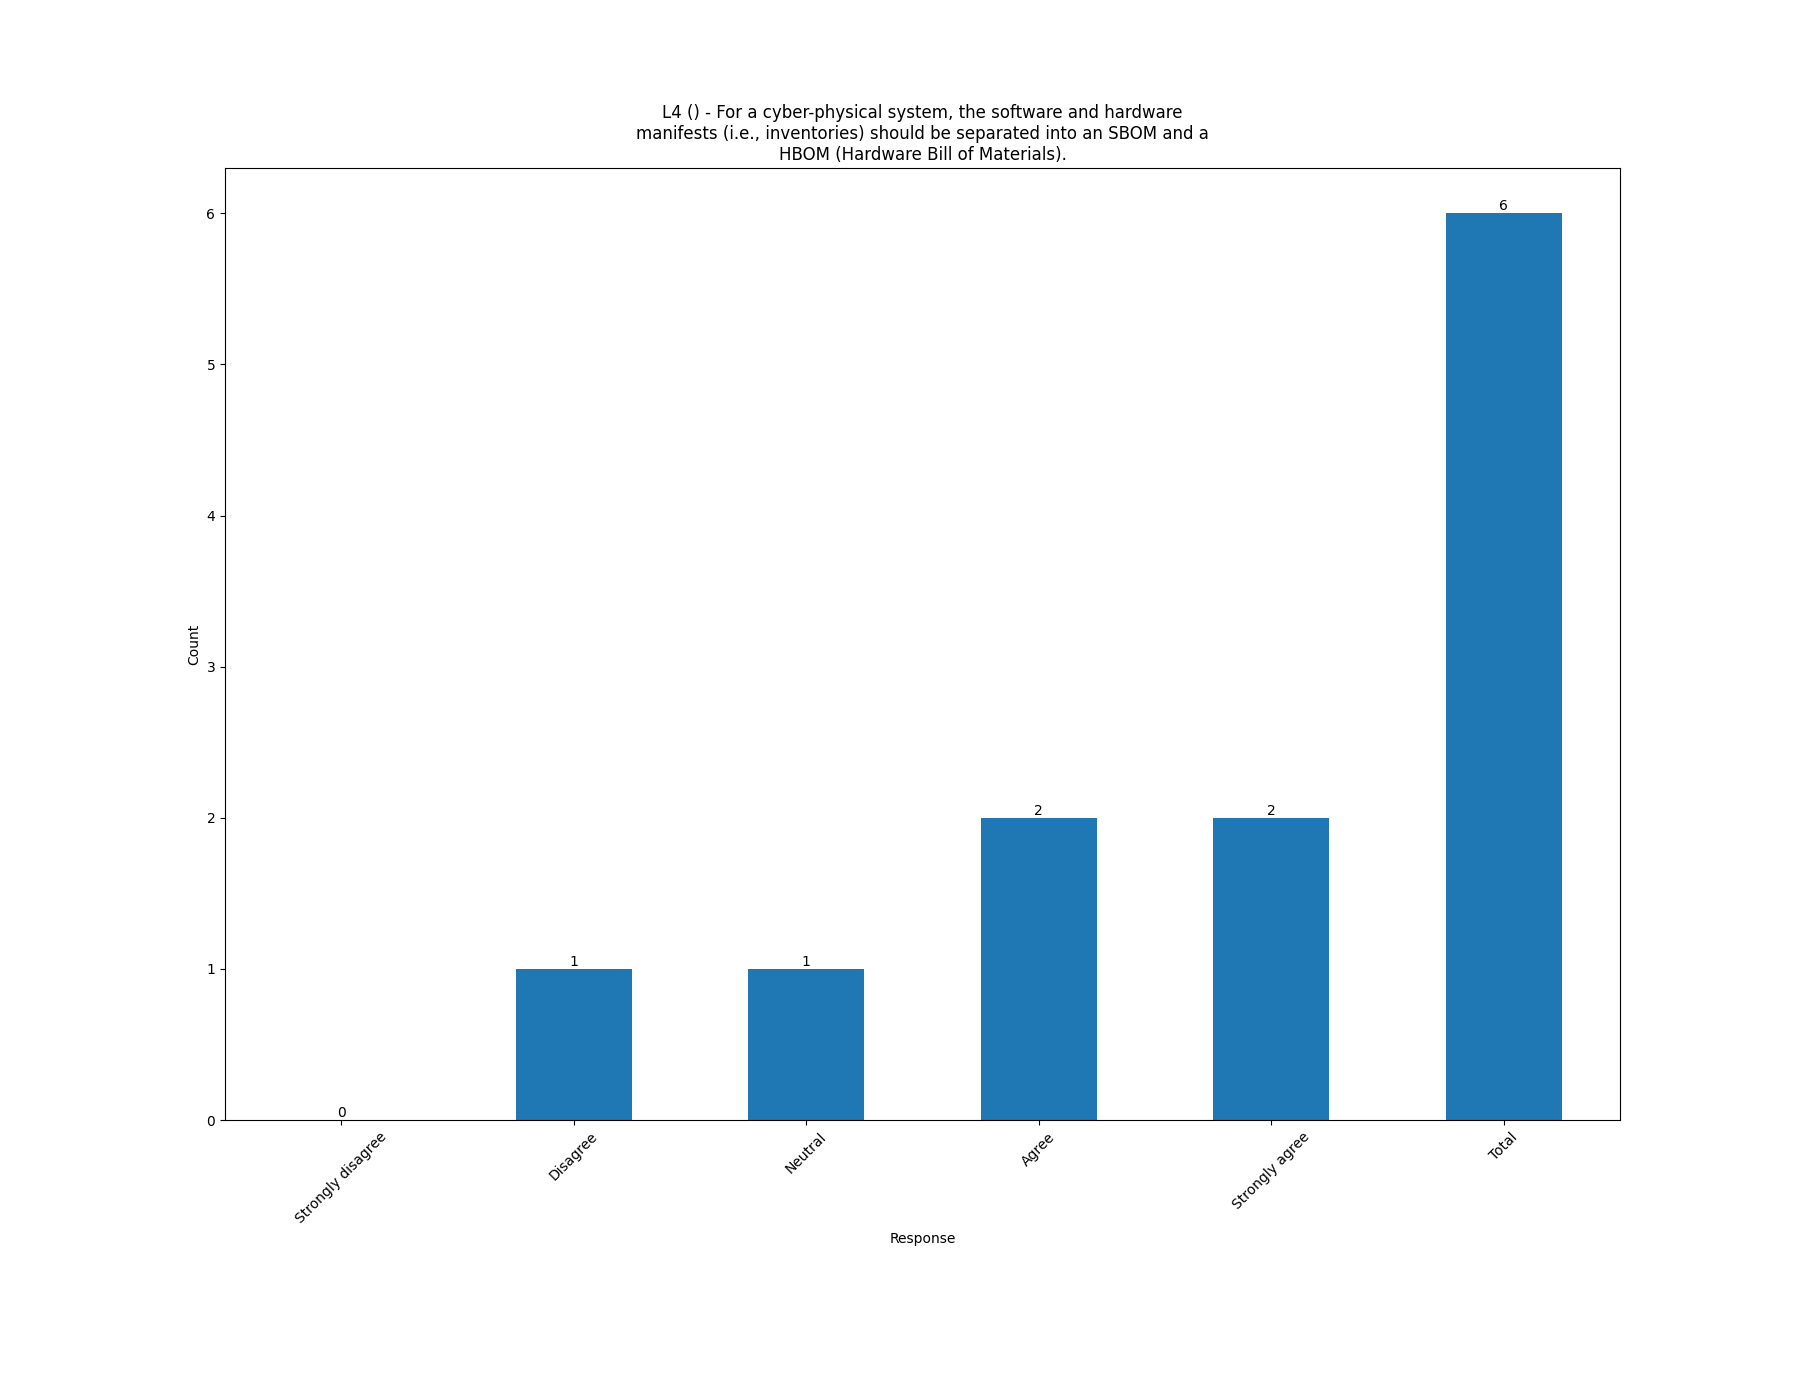 L4 () - For a cyber-physical system, the software and hardware
manifests (i.e., inventories) should be separated into an SBOM and a
HBOM (Hardware Bill of Materials).
6
5
4
3
2
1
0
Count
0
1
1
2
2
6
Strongly disagree
Disagree
Neutral
Agree
Strongly agree
Total
Response